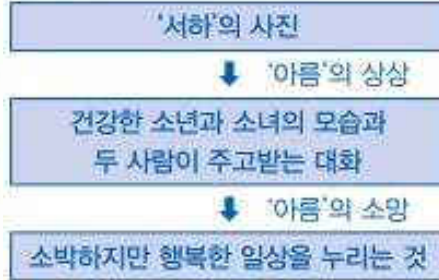 '서하'의 사진
'아름'의 상상
건강한 소년과 소녀의 모습과
두 사람이 주고받는 대화
'아름'의 소망
소박하지만 행복한 일상을 누리는 것